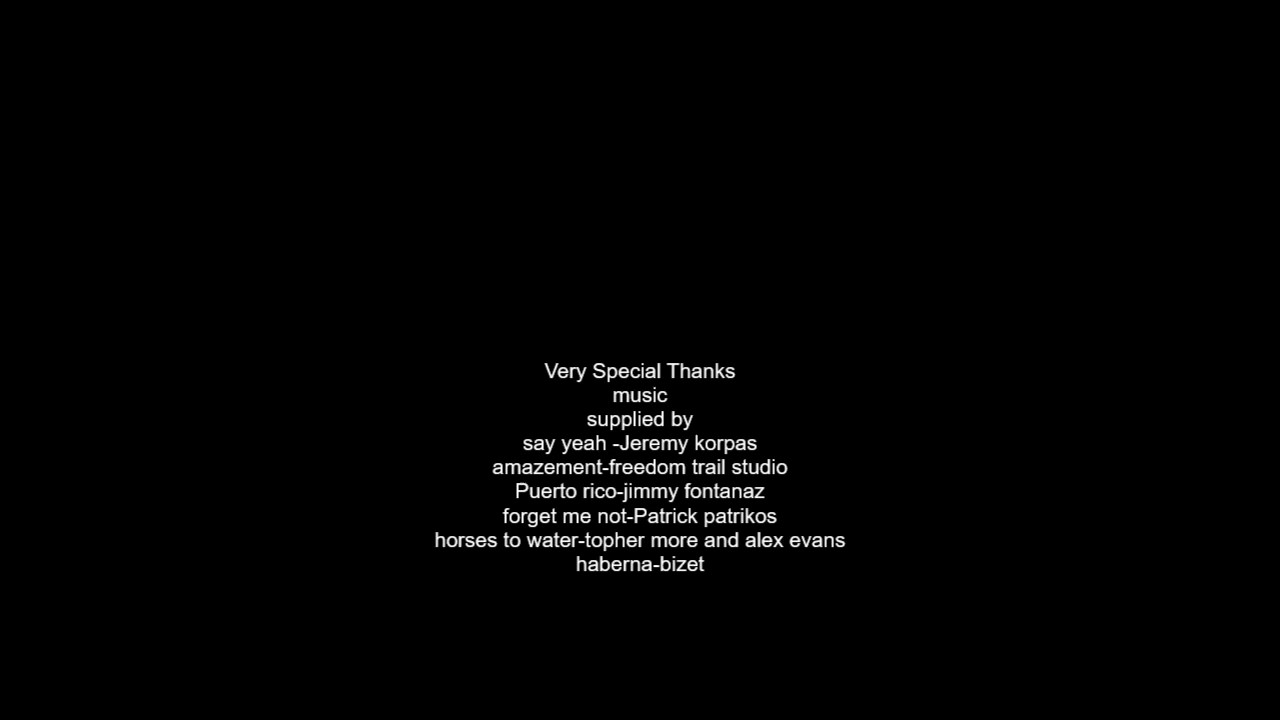 Very Special Thanks
music
supplied by
say yeah -Jeremy korpas
amazement-freedom trail studio
Puerto rico-jimmy fontanaz
forget me not-Patrick patrikos
horses to water-topher more and alex evans
haberna-bizet